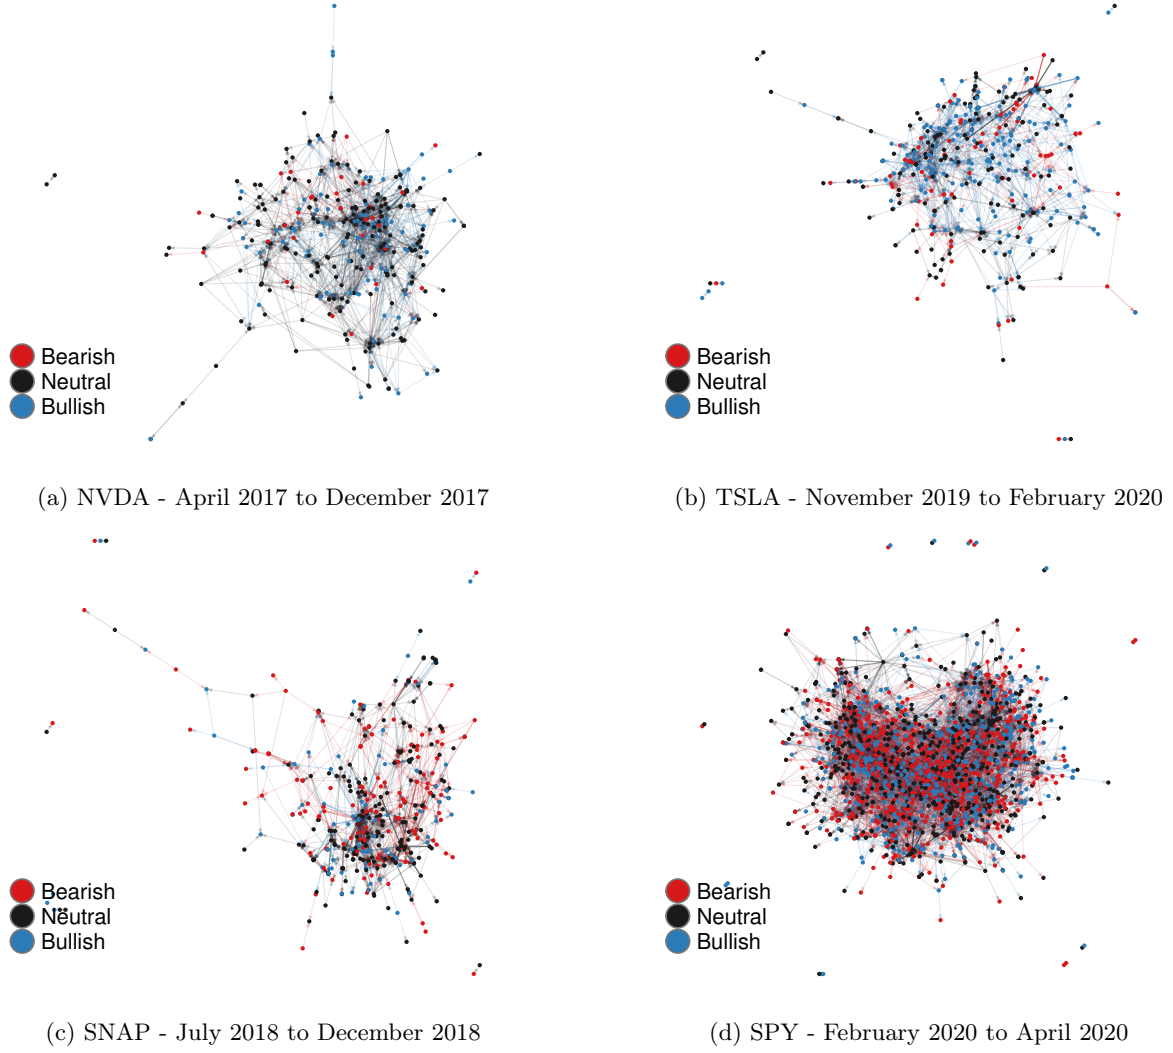 Bearish
Neutral
Bullish
Bearish
Neutral
Bullish
(a) NVDA - April 2017 to December 2017
(b) TSLA - November 2019 to February 2020
Bearish
Neutral
Bullish
Bearish
Neutral
Bullish
(c) SNAP - July 2018 to December 2018
(d) SPY - February 2020 to April 2020